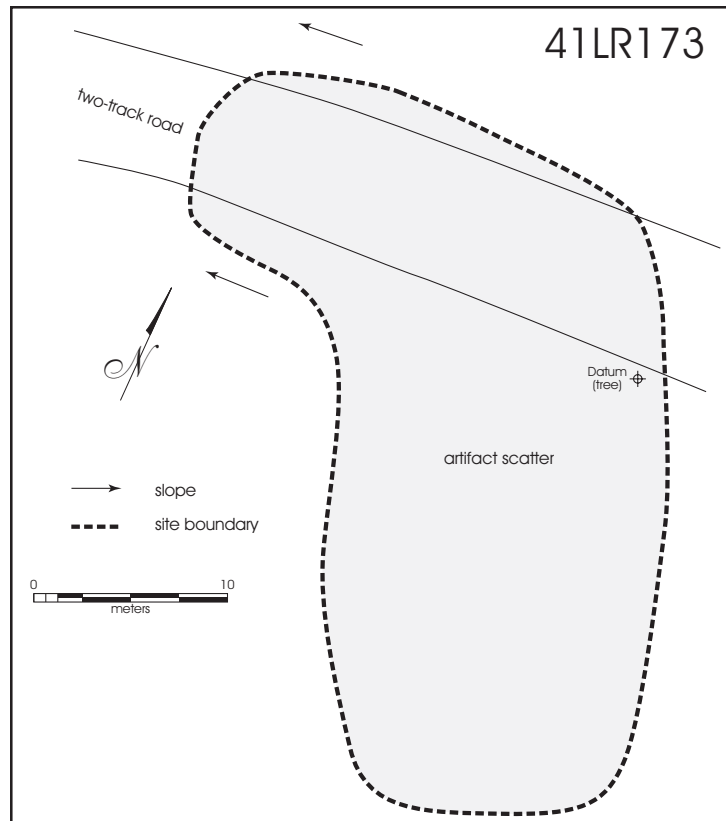 41LR173
two-track road
N
Datum
(tree)
artifact scatter
slope
site boundary
0 10
meters